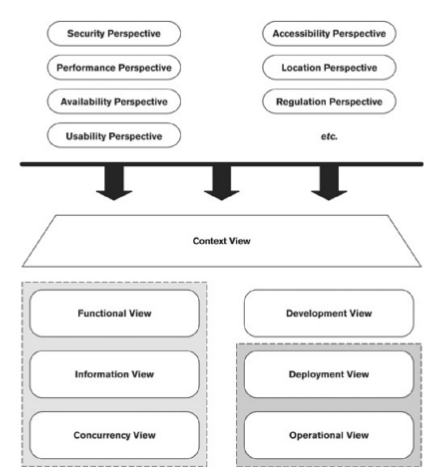 Security Perspective
Accessibility Perspective
Performance Perspective
Location Perspective
Availability Perspective
Regulation Perspective
Usability Perspective
etc.
Context View
Functional View
Development View
Information View
Deployment View
Concurrency View
Operational View